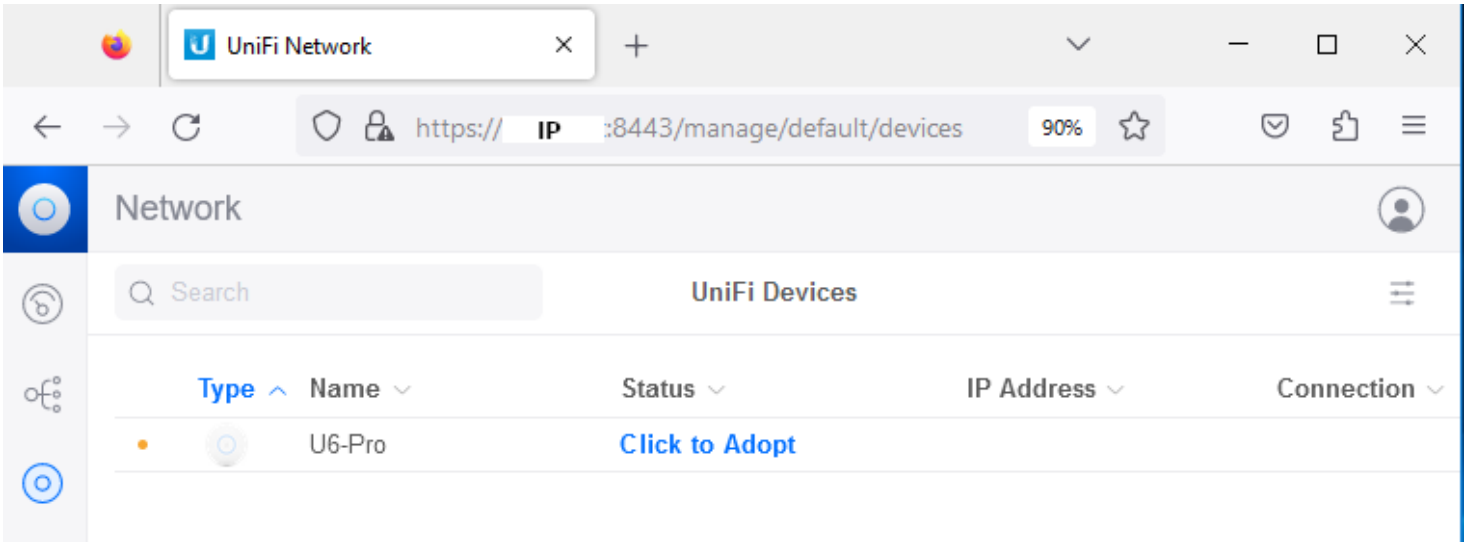 UniFi Network
https:// IP :8443/manage/default/devices 90%
Network
Search UniFi Devices
Type Name Status IP Address Connection
U6-Pro Click to Adopt